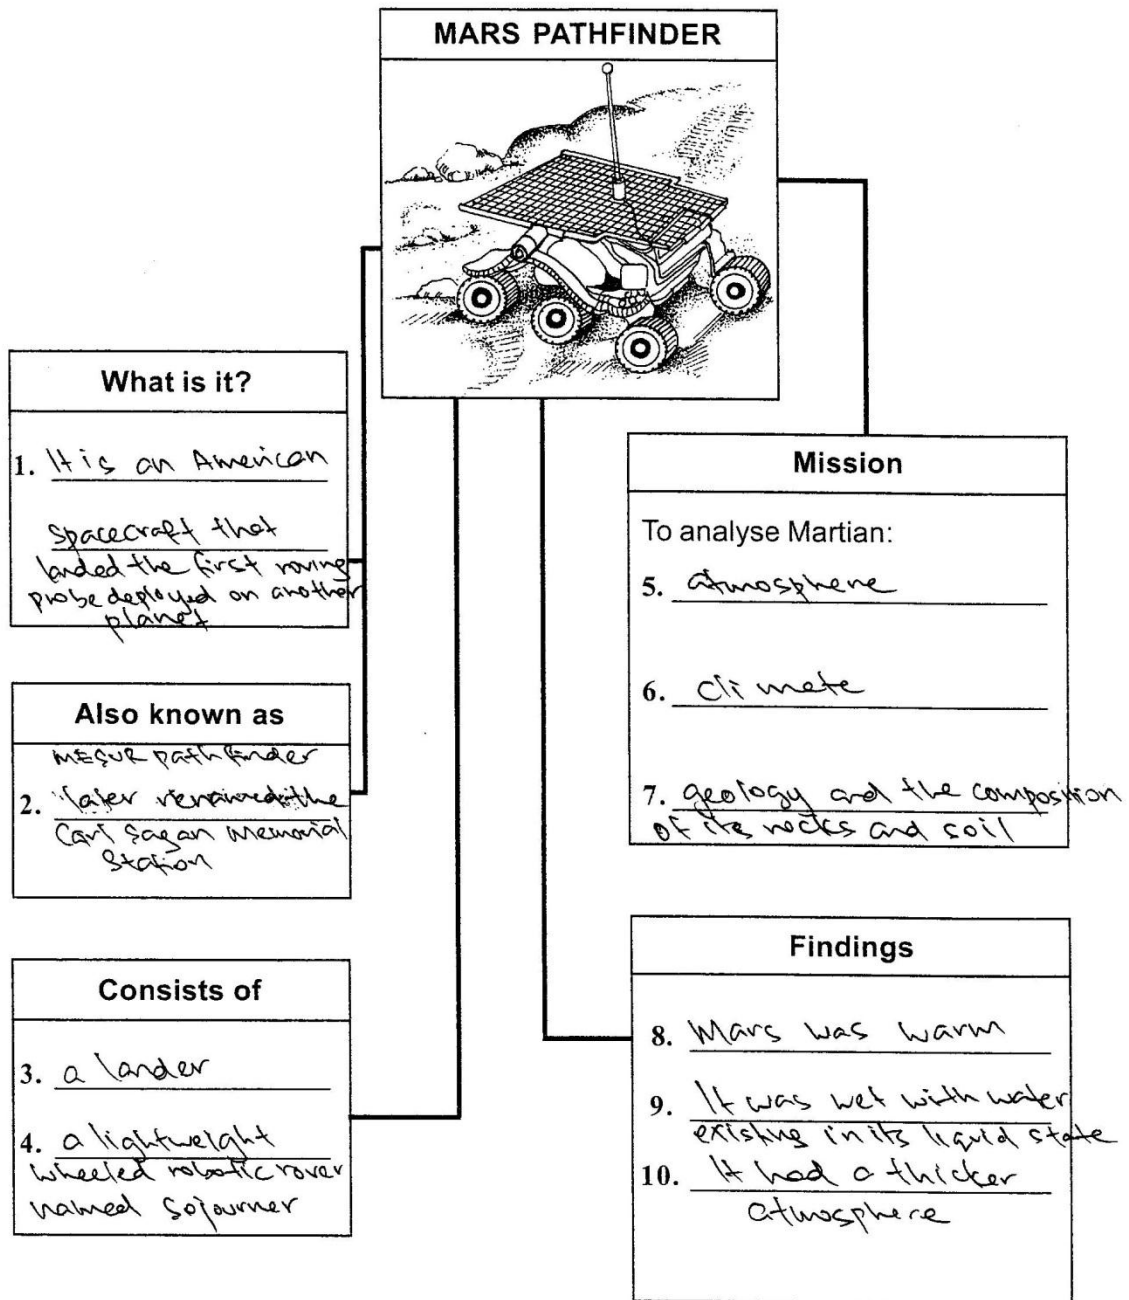 MARS PATHFINDER
What is it?
1. It is an American
spacecraft that
landed the first roving
probe deployed on another
planet
Also known as
MESUR pathfinder
2. later renamed the
Carl Sagan Memorial
Station
Consists of
3. a lander
4. a lightweight
wheeled robotic rover
named sojourner
Mission
To analyse Martian:
5. atmosphere
6. climate
7. geology and the composition
of its rocks and soil
Findings
8. Mars was warm
9. It was wet with water
existing in its liquid state
10. It had a thicker
atmosphere